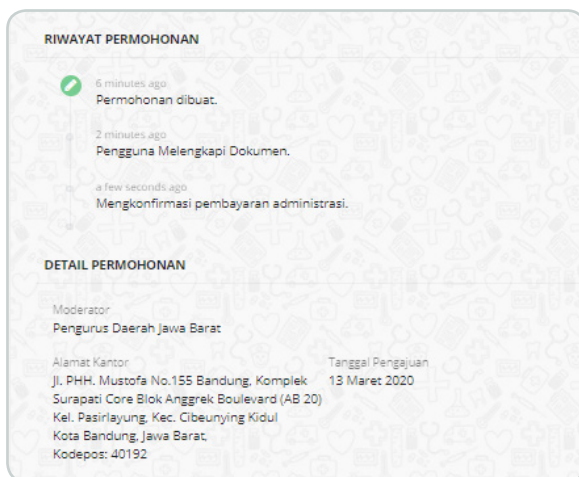 RIWAYAT PERMOHONAN
6 minutes ago
Permohonan dibuat.
2 minutes ago
Pengguna Melengkapi Dokumen.
a few seconds ago
Mengkonfirmasi pembayaran administrasi.
DETAIL PERMOHONAN
Moderator
Pengurus Daerah Jawa Barat
Alamat Kantor
Jl. PHH. Mustofa No.155 Bandung, Komplek
Surapati Core Blok Anggrek Boulevard (AB 20)
Kel. Pasirlayung, Kec. Cibeunying Kidul
Kota Bandung, Jawa Barat,
Kodepos: 40192
Tanggal Pengajuan
13 Maret 2020